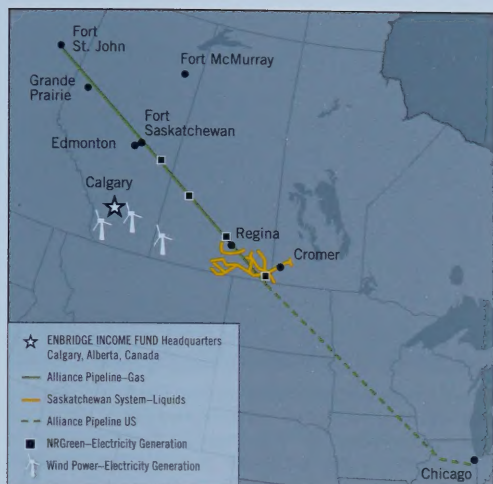 Fort
St. John
Fort McMurray
Grande
Prairie
Fort
Saskatchewan
Edmonton
Calgary
Regina
Cromer
ENBRIDGE INCOME FUND Headquarters
Calgary, Alberta, Canada
Alliance Pipeline–Gas
Saskatchewan System–Liquids
Alliance Pipeline US
NRGreen–Electricity Generation
Wind Power–Electricity Generation
Chicago